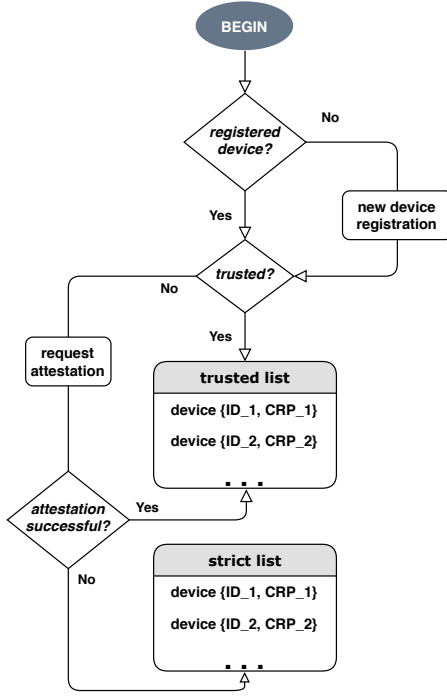 BEGIN
registered
device?
No
Yes
new device
registration
trusted?
No
Yes
request
attestation
trusted list
device {ID_1, CRP_1}
device {ID_2, CRP_2}
. . .
attestation
successful?
Yes
No
strict list
device {ID_1, CRP_1}
device {ID_2, CRP_2}
. . .